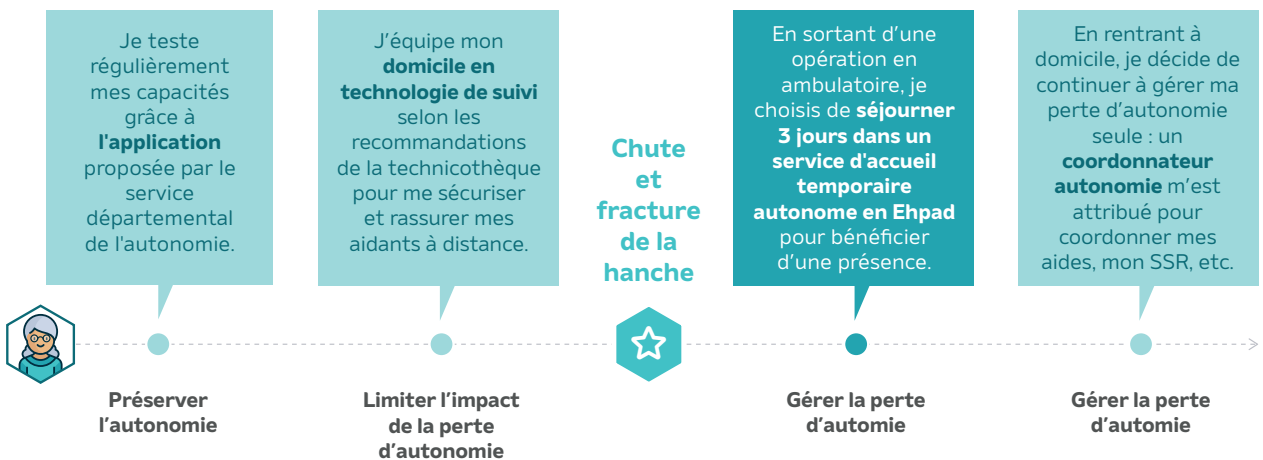 Je teste
régulièrement
mes capacités
grâce à
l'application
proposée par le
service
départemental
de l'autonomie.
J'équipe mon
domicile en
technologie de suivi
selon les
recommandations
de la technicothèque
pour me sécuriser
et rassurer mes
aidants à distance.
Chute
et
fracture
de la
hanche
En sortant d'une
opération en
ambulatoire, je
choisis de séjourner
3 jours dans un
service d'accueil
temporaire
autonome en Ehpad
pour bénéficier
d'une présence.
En rentrant à
domicile, je décide de
continuer à gérer ma
perte d'autonomie
seule : un
coordonnateur
autonomie m'est
attribué pour
coordonner mes
aides, mon SSR, etc.
Préserver
l'autonomie
Limiter l'impact
de la perte
d'autonomie
Gérer la perte
d'automie
Gérer la perte
d'automie